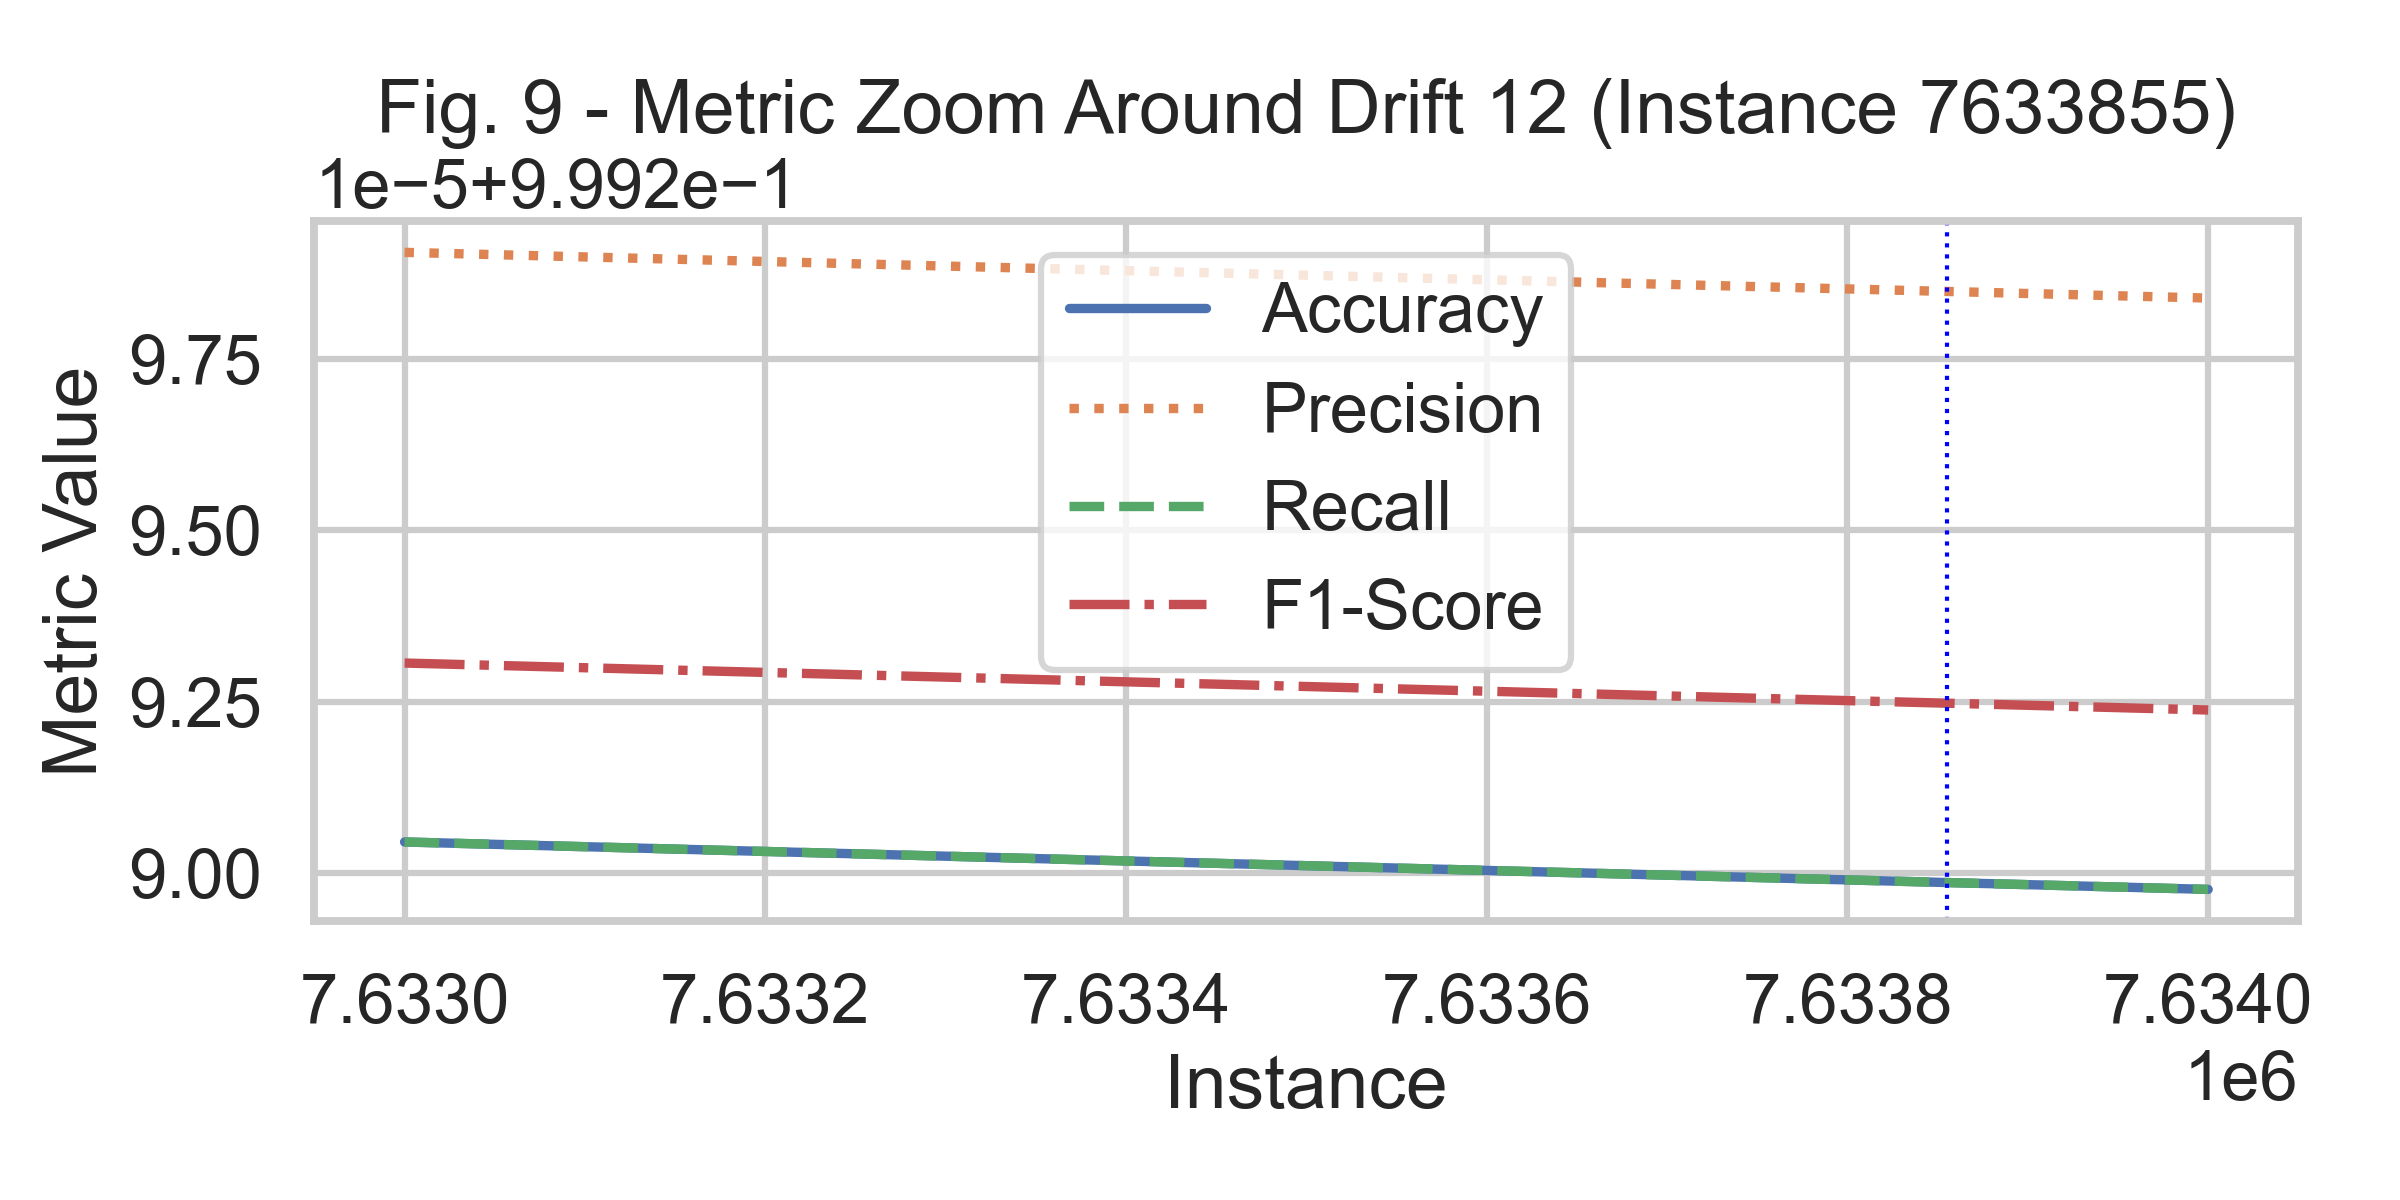 Fig. 9 - Metric Zoom Around Drift 12 (Instance 7633855)
1e−5+9.992e−1
Accuracy
Precision
Recall
F1-Score
9.75
9.50
9.25
9.00
Metric Value
7.6330 7.6332 7.6334 7.6336 7.6338 7.6340
1e6
Instance